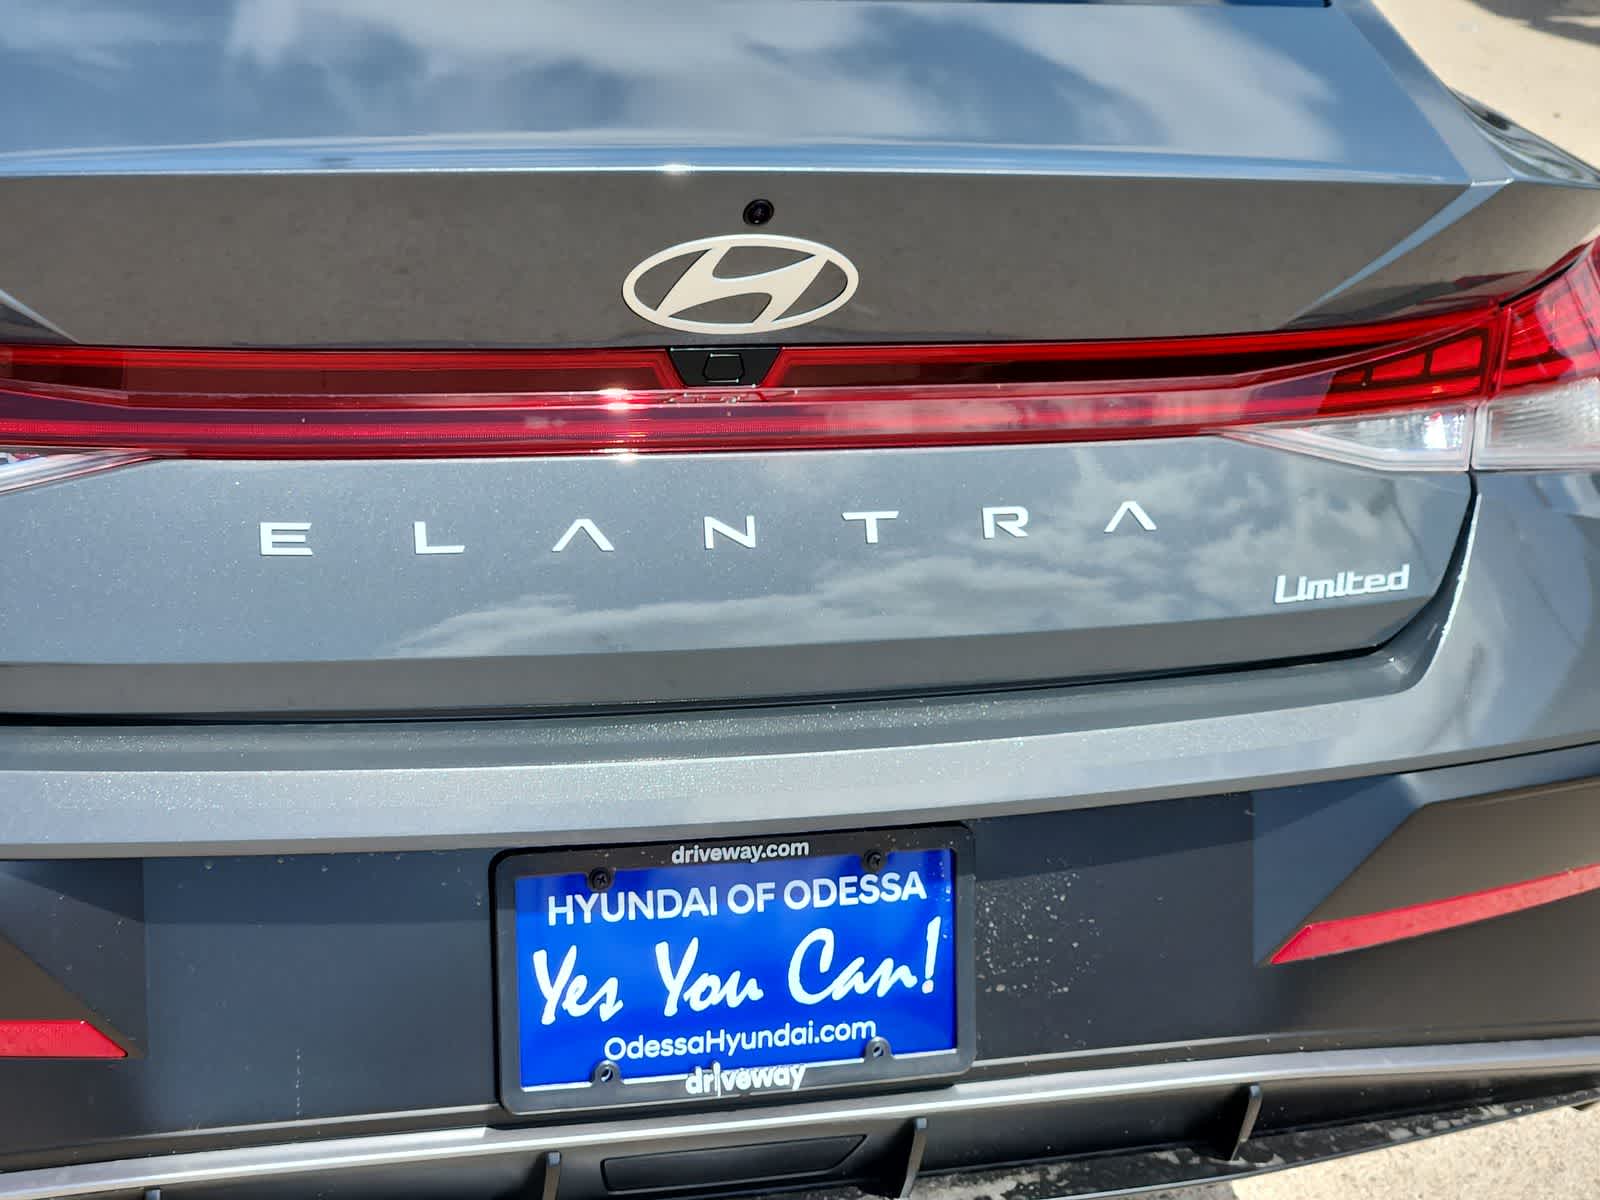 ELANTRA
Limited
driveway.com
HYUNDAI OF ODESSA
Yes You Can!
OdessaHyundai.com
driveway